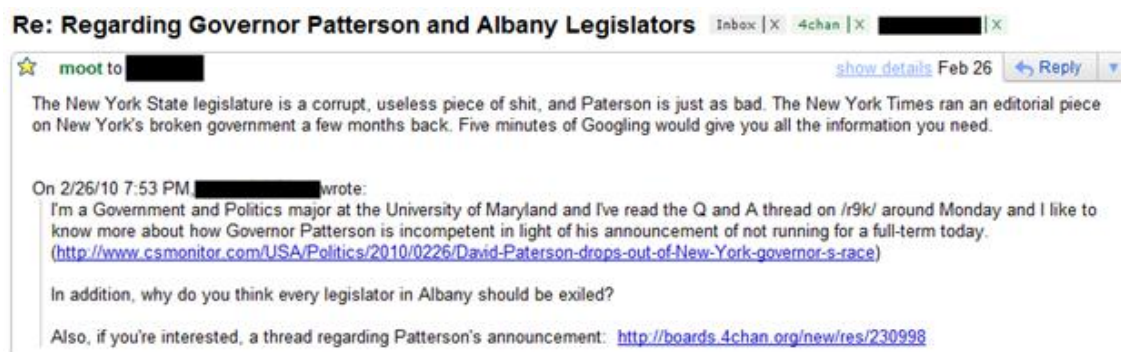 Re: Regarding Governor Patterson and Albany Legislators Inbox | X 4chan | X | X
moot to show details Feb 26 Reply
The New York State legislature is a corrupt, useless piece of shit, and Paterson is just as bad. The New York Times ran an editorial piece
on New York's broken government a few months back. Five minutes of Googling would give you all the information you need.
On 2/26/10 7:53 PM, wrote:
I'm a Government and Politics major at the University of Maryland and I've read the Q and A thread on /r9k/ around Monday and I like to
know more about how Governor Patterson is incompetent in light of his announcement of not running for a full-term today.
(http://www.csmonitor.com/USA/Politics/2010/0226/David-Paterson-drops-out-of-New-York-governor-s-race)
In addition, why do you think every legislator in Albany should be exiled?
Also, if you're interested, a thread regarding Patterson's announcement: http://boards.4chan.org/new/res/230998